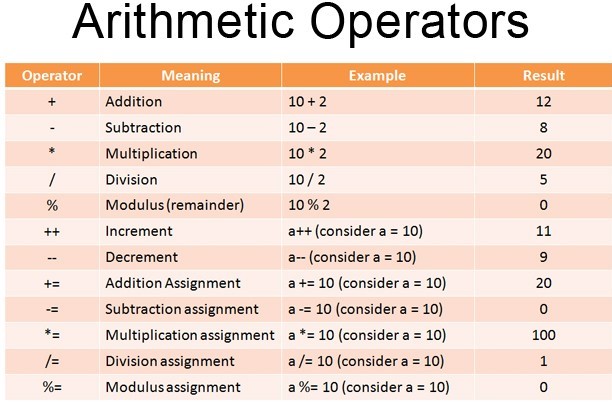 Arithmetic Operators
Operator Meaning Example Result
+ Addition 10 + 2 12
- Subtraction 10 – 2 8
* Multiplication 10 * 2 20
/ Division 10 / 2 5
% Modulus (remainder) 10 % 2 0
++ Increment a++ (consider a = 10) 11
-- Decrement a-- (consider a = 10) 9
+= Addition Assignment a += 10 (consider a = 10) 20
-= Subtraction assignment a -= 10 (consider a = 10) 0
*= Multiplication assignment a *= 10 (consider a = 10) 100
/= Division assignment a /= 10 (consider a = 10) 1
%= Modulus assignment a %= 10 (consider a = 10) 0